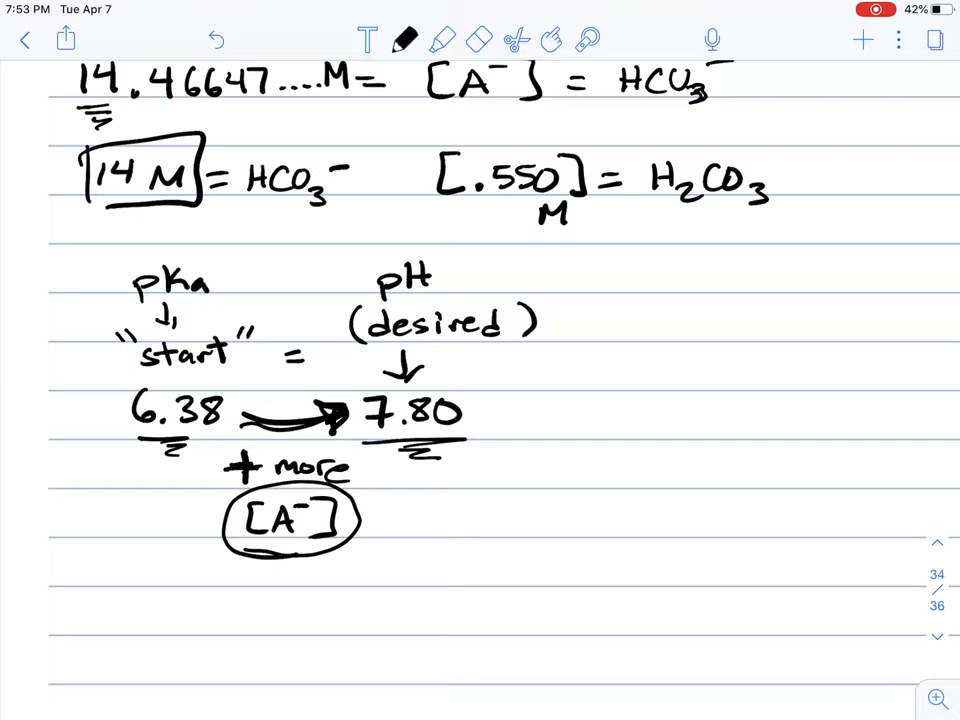 7:53 PM Tue Apr 7 42%
T
14.46647....M = [A⁻] = HCO₃⁻
14 M = HCO₃⁻ [.550] = H₂CO₃
M
pKa pH
"start" = (desired)
6.38 7.80
+ more
[A⁻]
34
/
36